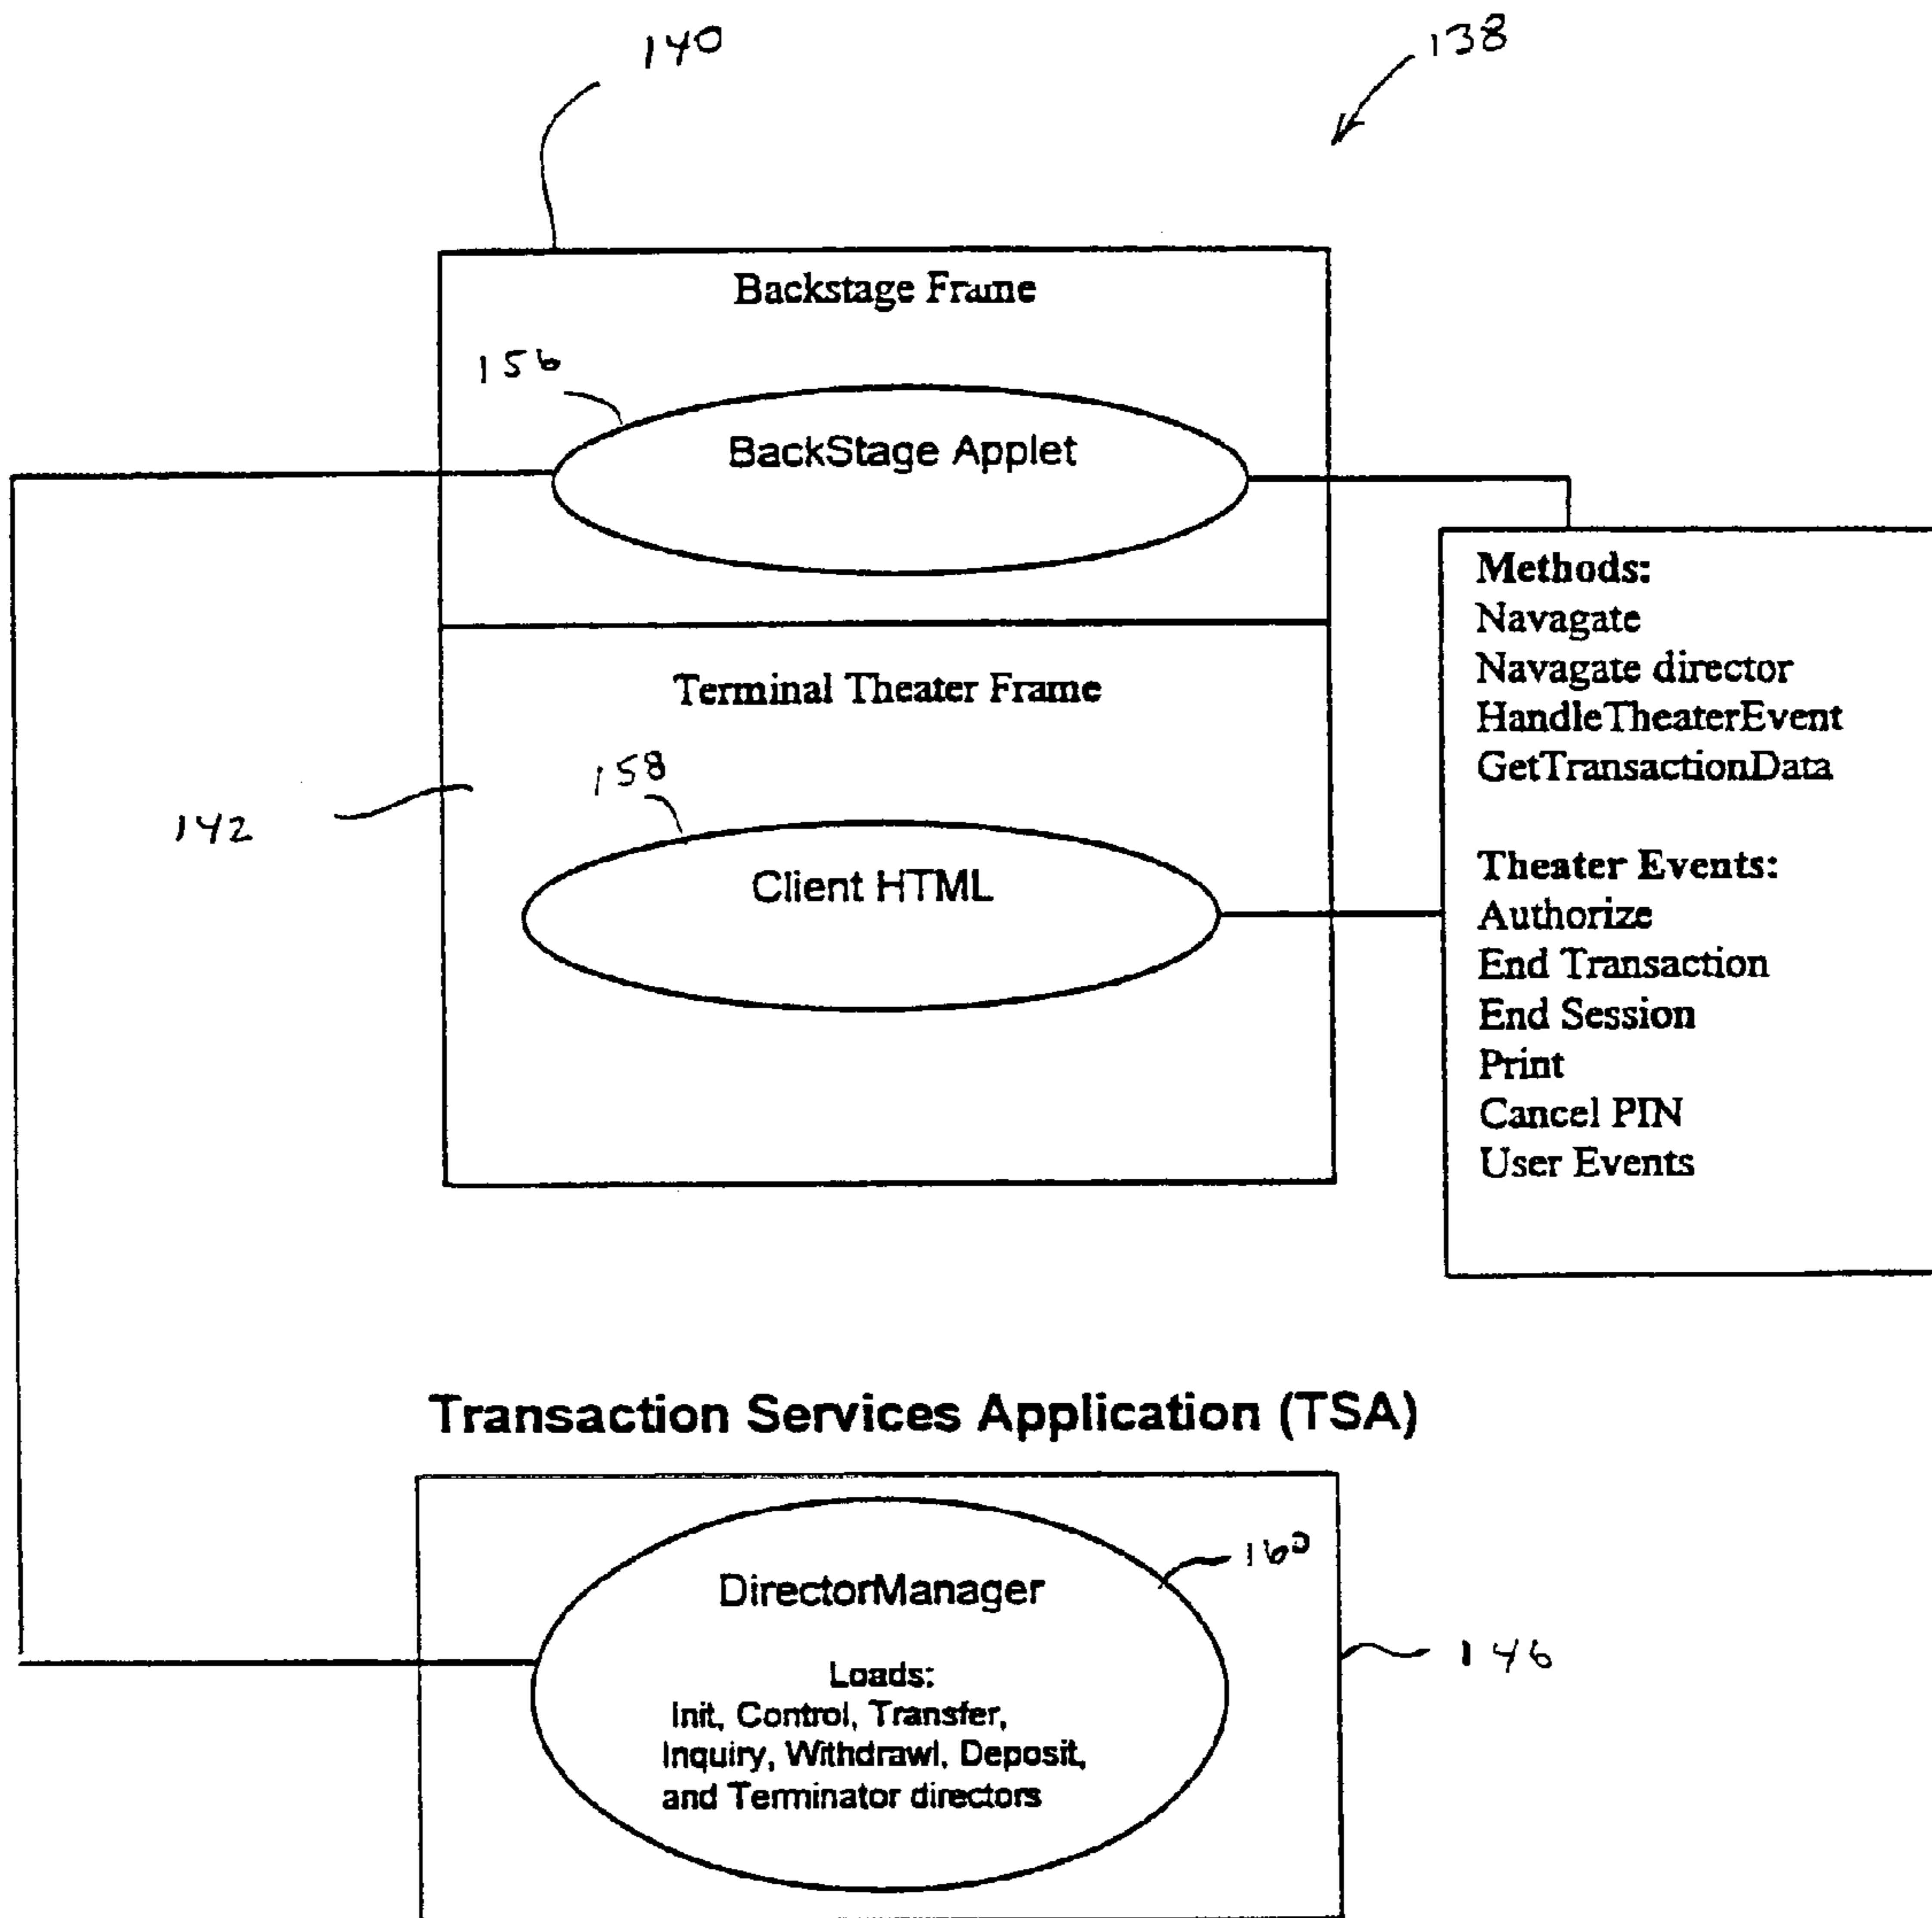 140
138
Backstage Frame
156
BackStage Applet
Methods:
Navagate
Navagate director
HandleTheaterEvent
GetTransactionData
Theater Events:
Authorize
End Transaction
End Session
Print
Cancel PIN
User Events
Terminal Theater Frame
158
142
Client HTML
Transaction Services Application (TSA)
160
DirectorManager
146
Loads:
Init, Control, Transfer,
Inquiry, Withdrawl, Deposit,
and Terminator directors